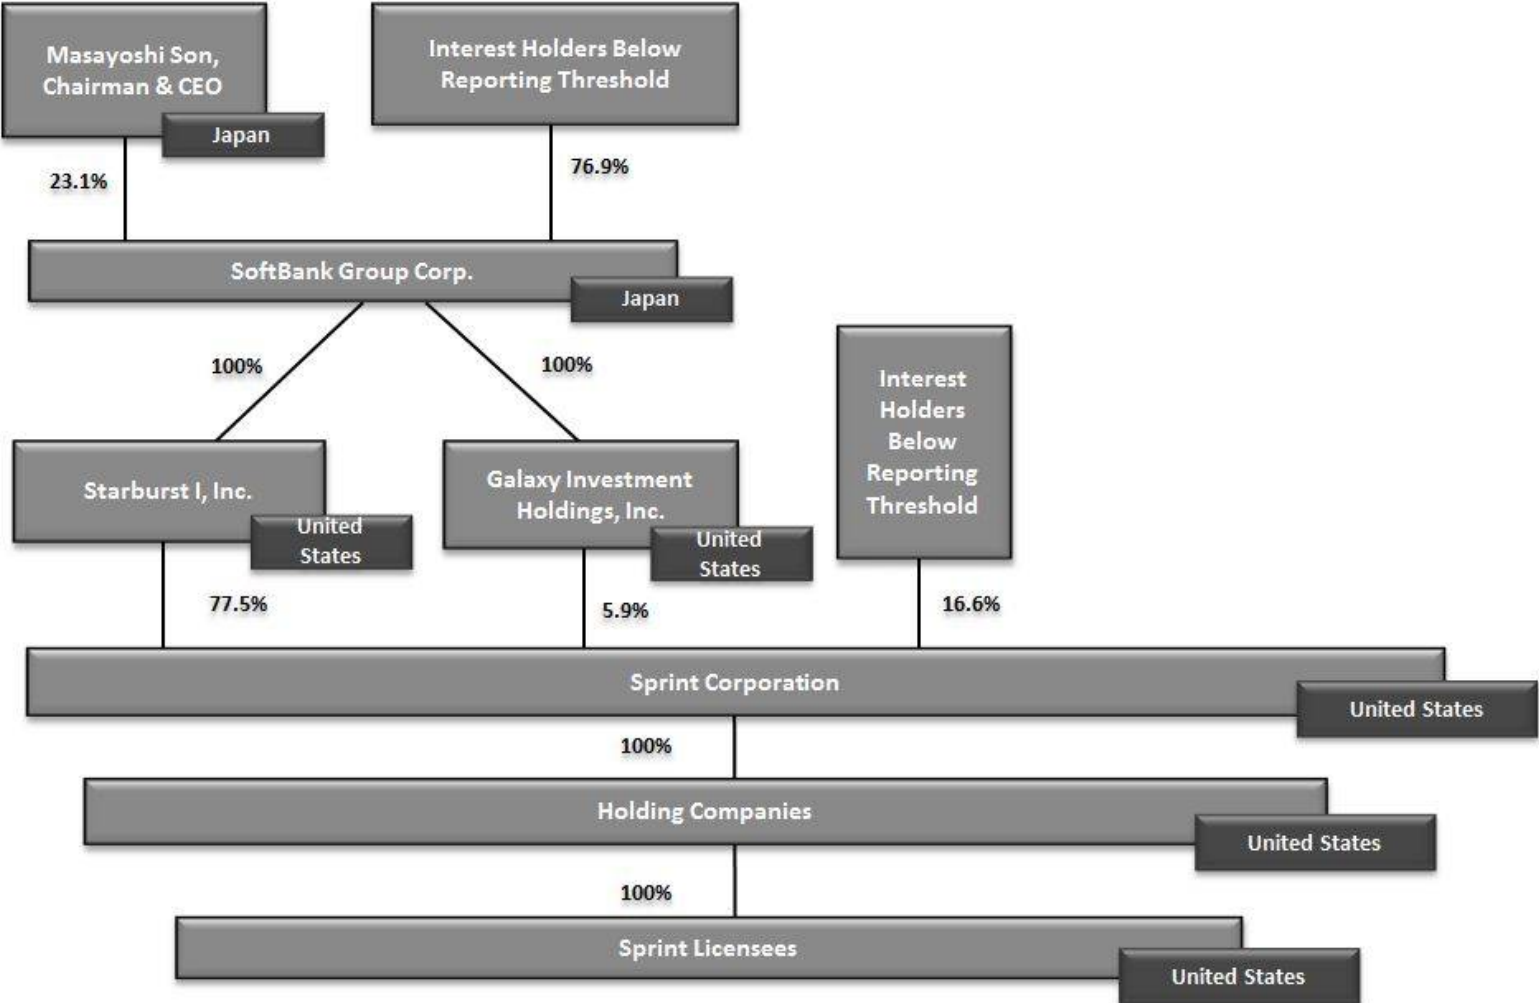 Masayoshi Son,
Chairman & CEO
Japan
Interest Holders Below
Reporting Threshold
23.1%
76.9%
SoftBank Group Corp.
Japan
100%
100%
Starburst I, Inc.
United
States
Galaxy Investment
Holdings, Inc.
United
States
Interest
Holders
Below
Reporting
Threshold
77.5%
5.9%
16.6%
Sprint Corporation
United States
100%
Holding Companies
United States
100%
Sprint Licensees
United States